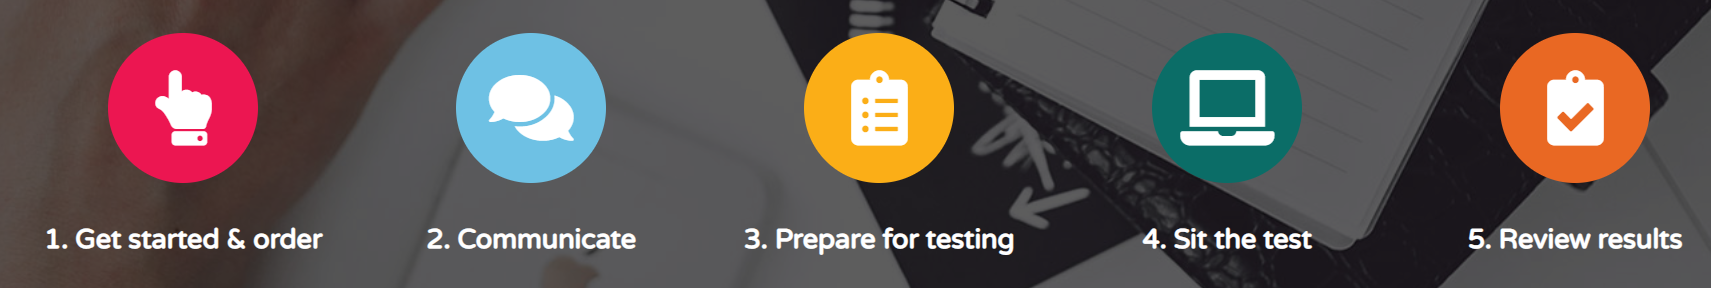 1. Get started & order
2. Communicate
3. Prepare for testing
4. Sit the test
5. Review results